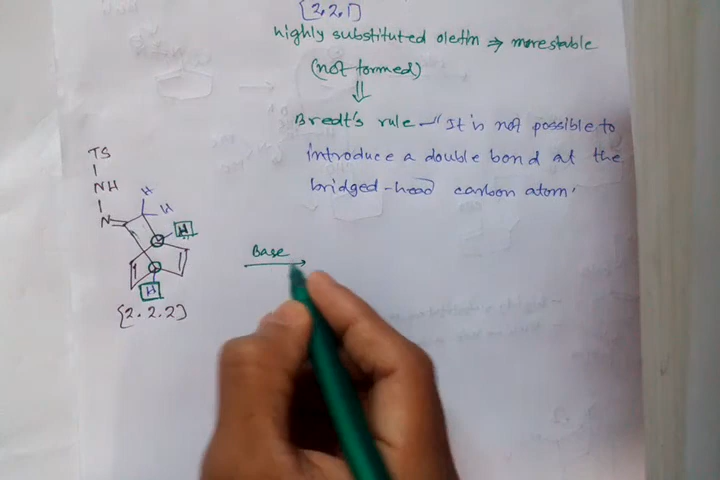 [2,2,1]
highly substituted olefin ⇒ more stable
(not formed)
⇓
Bredt's rule – "It is not possible to
introduce a double bond at the
bridged-head carbon atom.
TS
NH
N
H
H
H
H
Base
[2.2.2]